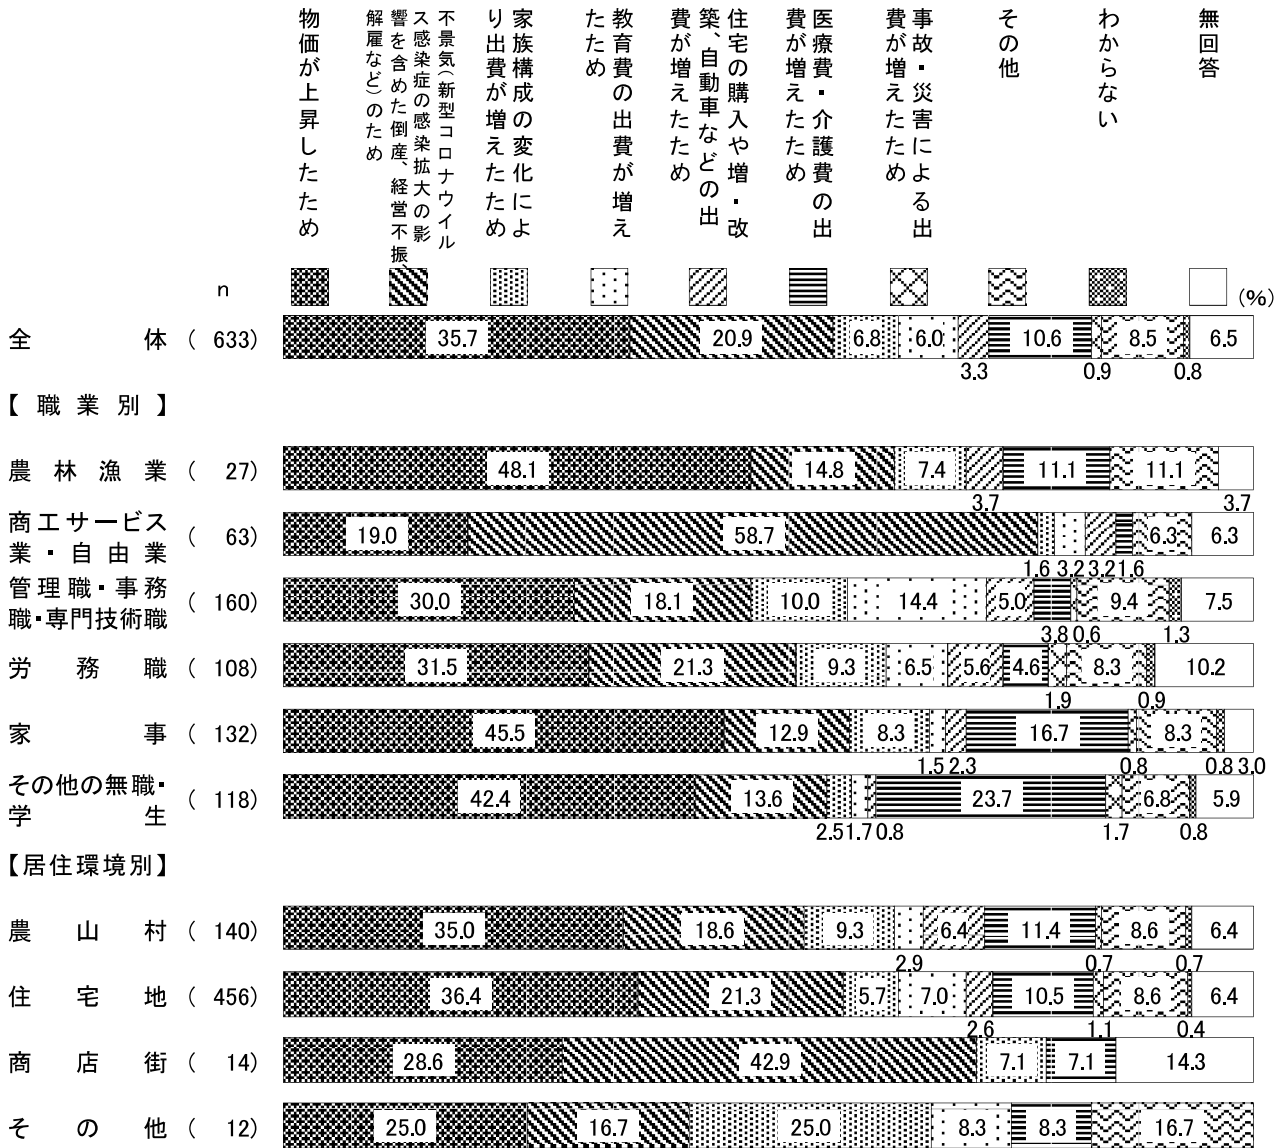 物価が上昇したため
不景気（新型コロナウイル
ス感染症の感染拡大の影
響を含めた倒産、経営不振、
解雇など）のため
家族構成の変化によ
り出費が増えたため
教育費の出費が増え
たため
住宅の購入や増・改
築、自動車などの出
費が増えたため
医療費・介護費の出
費が増えたため
事故・災害による出
費が増えたため
その他
わからない
無回答
n
(%)
全体 ( 633) 35.7 20.9 6.8 6.0 10.6 8.5 6.5
3.3 0.9 0.8
【職業別】
農林漁業 ( 27) 48.1 14.8 7.4 11.1 11.1
3.7 3.7
商工サービス
業・自由業 ( 63) 19.0 58.7 6.3 6.3
1.6 3.2 3.2 1.6
管理職・事務
職・専門技術職 ( 160) 30.0 18.1 10.0 14.4 5.0 9.4 7.5
3.8 0.6 1.3
労務職 ( 108) 31.5 21.3 9.3 6.5 5.6 4.6 8.3 10.2
1.9 0.9
家事 ( 132) 45.5 12.9 8.3 16.7 8.3
1.5 2.3 0.8 0.8 3.0
その他の無職・
学生 ( 118) 42.4 13.6 23.7 6.8 5.9
2.5 1.7 0.8 1.7 0.8
【居住環境別】
農山村 ( 140) 35.0 18.6 9.3 6.4 11.4 8.6 6.4
2.9 0.7 0.7
住宅地 ( 456) 36.4 21.3 5.7 7.0 10.5 8.6 6.4
2.6 1.1 0.4
商店街 ( 14) 28.6 42.9 7.1 7.1 14.3
その他 ( 12) 25.0 16.7 25.0 8.3 8.3 16.7